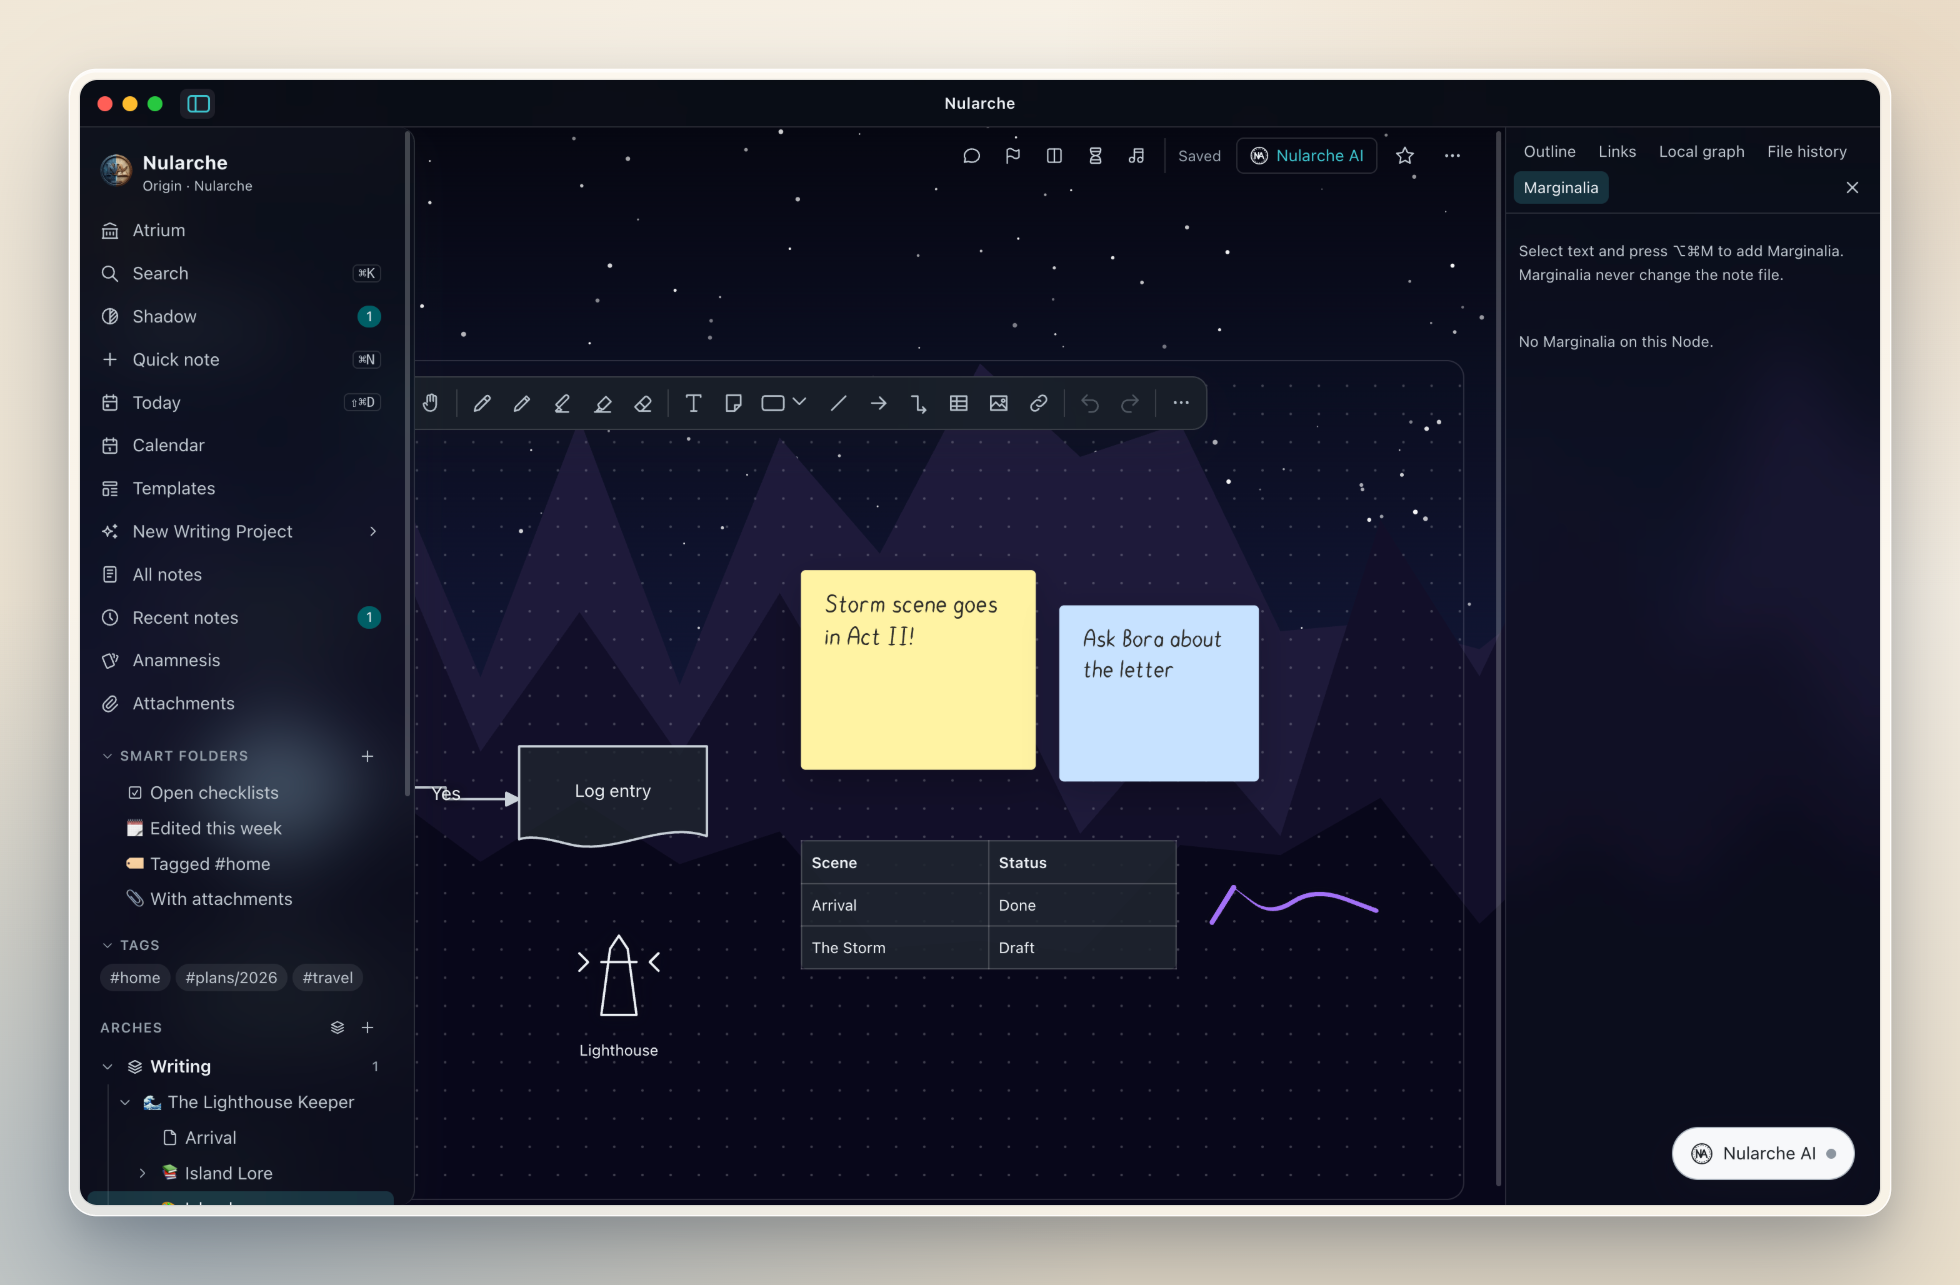 Nularche
Nularche
Origin · Nularche
Atrium
Search ⌘K
Shadow 1
Quick note ⌘N
Today ⇧⌘D
Calendar
Templates
New Writing Project
All notes
Recent notes 1
Anamnesis
Attachments
SMART FOLDERS
Open checklists
Edited this week
Tagged #home
With attachments
TAGS
#home #plans/2026 #travel
ARCHES
Writing 1
The Lighthouse Keeper
Arrival
Island Lore
Saved Nularche AI
Storm scene goes
in Act II!
Ask Bora about
the letter
Yes
Log entry
Scene Status
Arrival Done
The Storm Draft
Lighthouse
Outline Links Local graph File history
Marginalia
Select text and press ⌥⌘M to add Marginalia.
Marginalia never change the note file.
No Marginalia on this Node.
Nularche AI